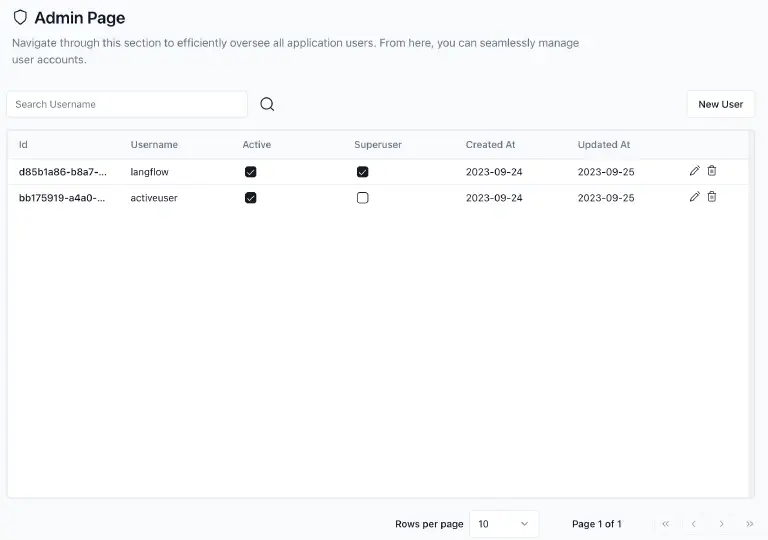 Admin Page
Navigate through this section to efficiently oversee all application users. From here, you can seamlessly manage
user accounts.
Search Username
New User
Id Username Active Superuser Created At Updated At
d85b1a86-b8a7-... langflow 2023-09-24 2023-09-25
bb175919-a4a0-... activeuser 2023-09-24 2023-09-25
Rows per page 10 Page 1 of 1